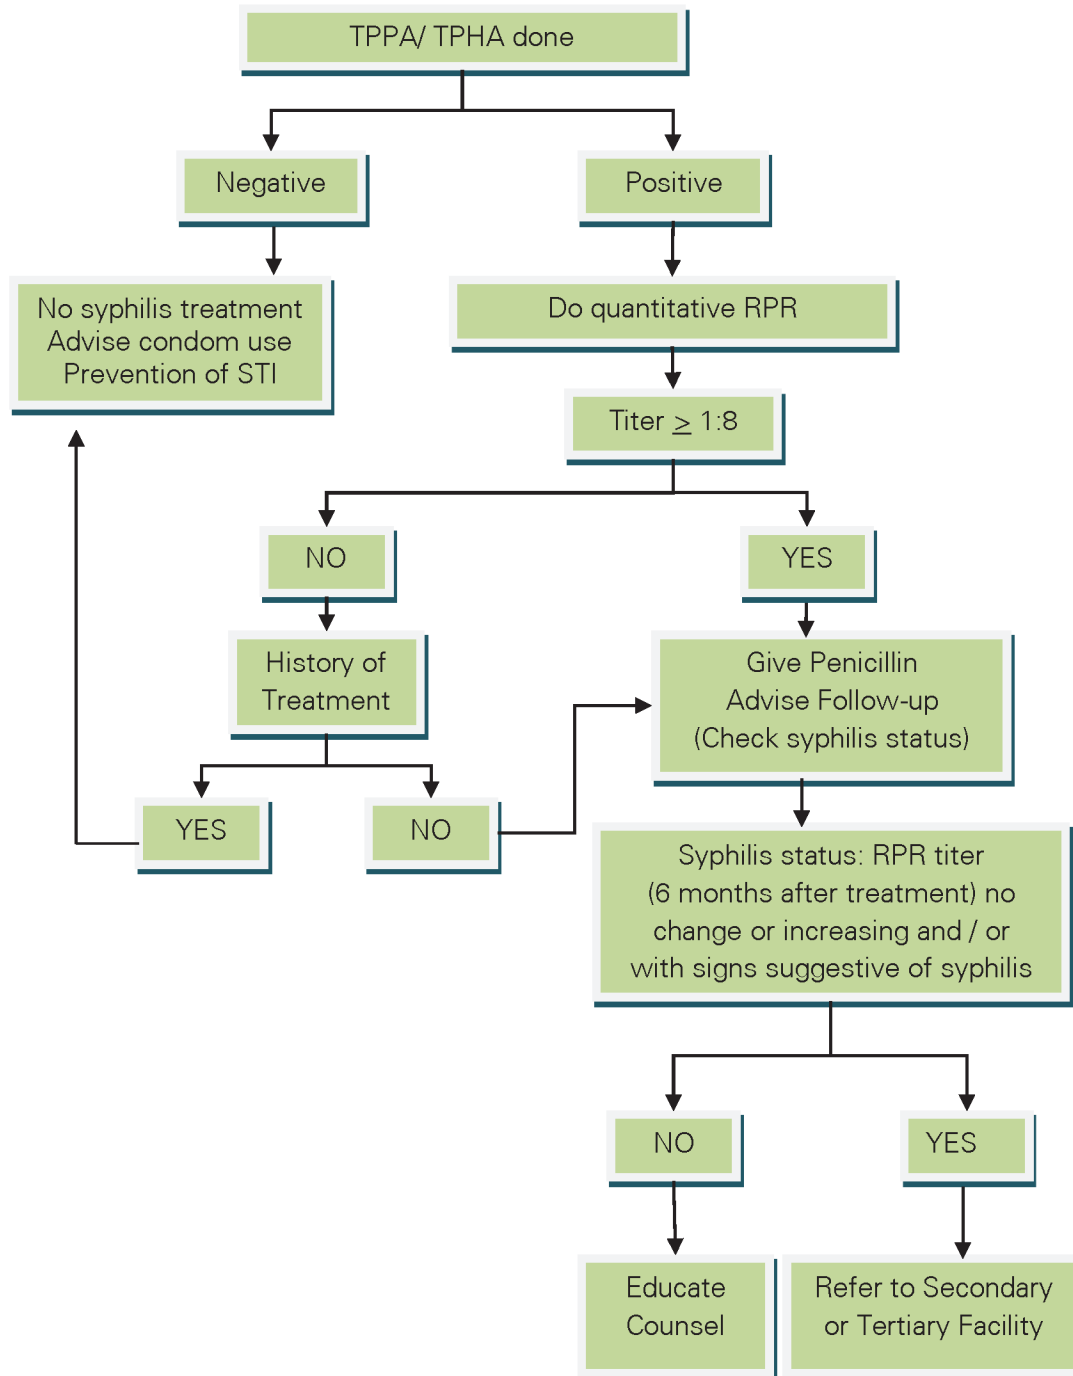 TPPA/ TPHA done
Negative
Positive
No syphilis treatment
Advise condom use
Prevention of STI
Do quantitative RPR
Titer ≥ 1:8
NO
YES
History of
Treatment
Give Penicillin
Advise Follow-up
(Check syphilis status)
YES
NO
Syphilis status: RPR titer
(6 months after treatment) no
change or increasing and / or
with signs suggestive of syphilis
NO
YES
Educate
Counsel
Refer to Secondary
or Tertiary Facility